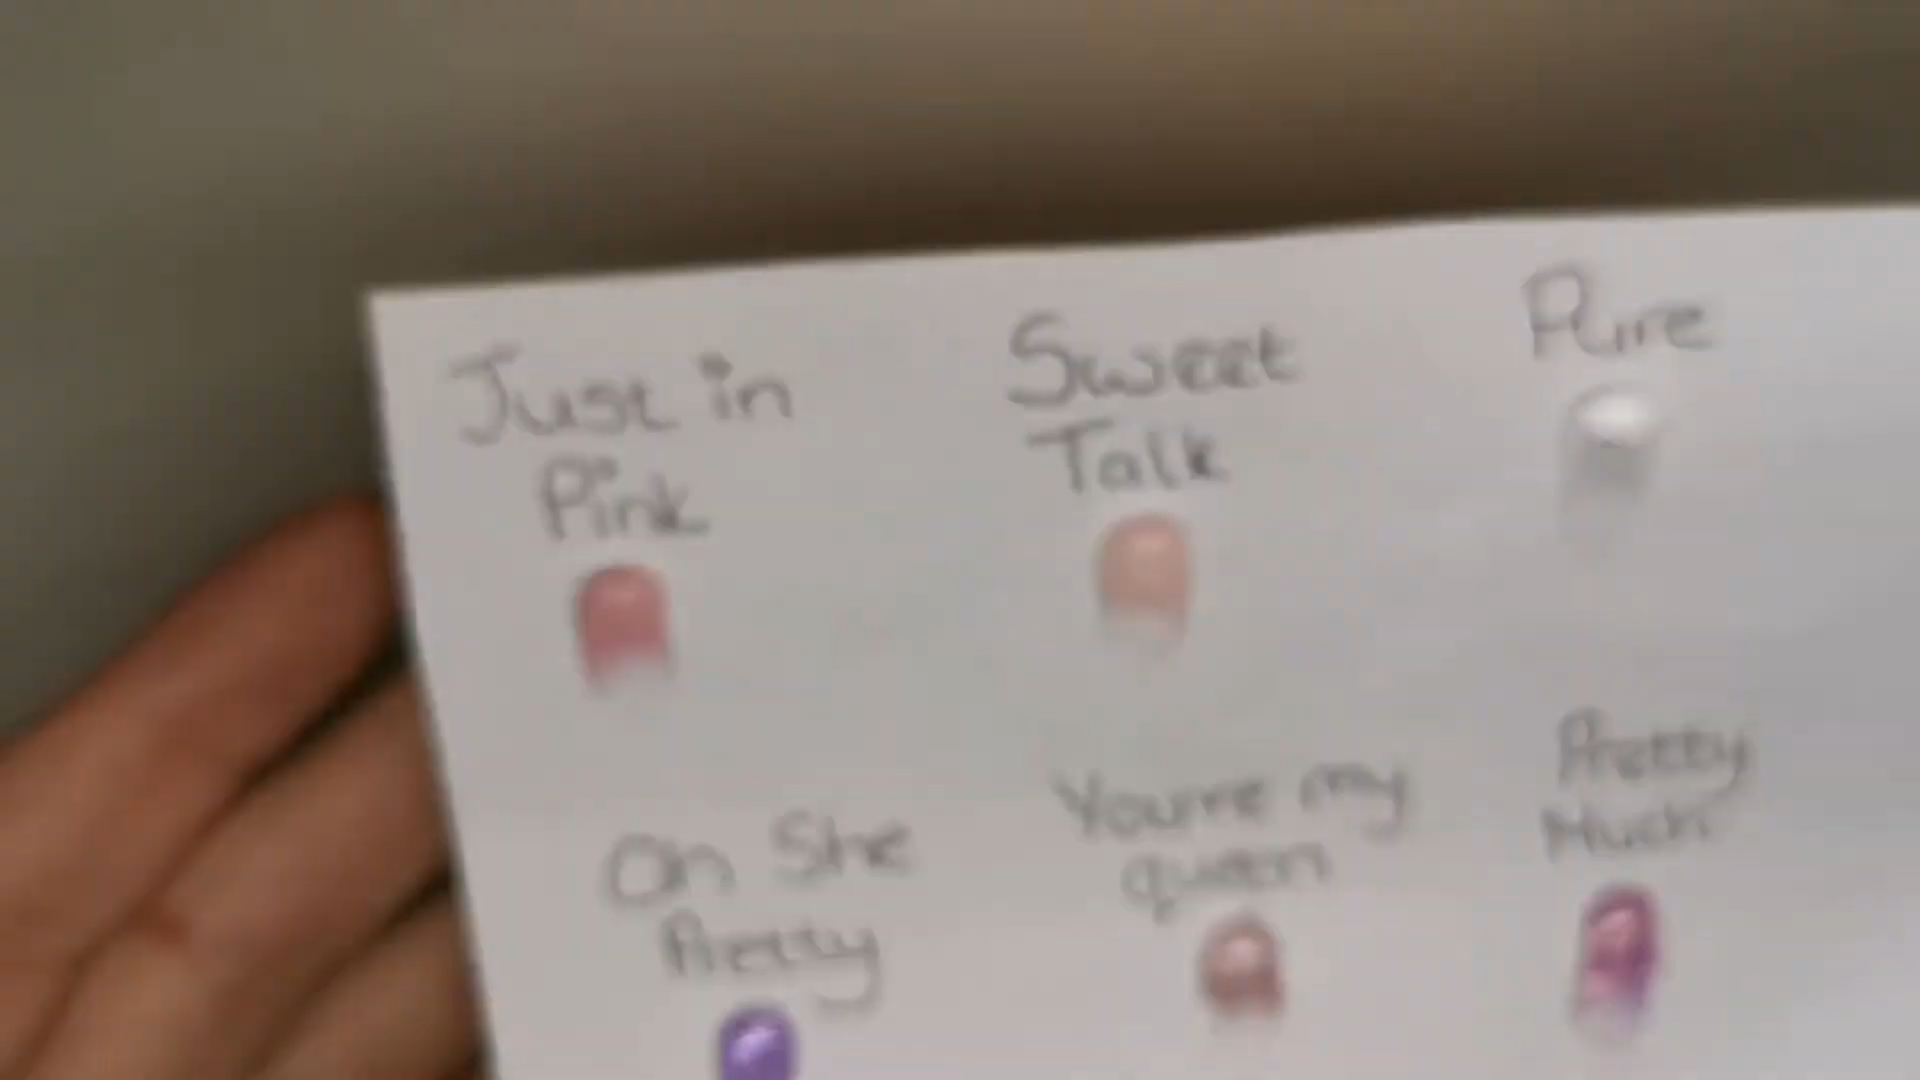 Just in
Pink
Sweet
Talk
Pure
Oh She
Pretty
You're my
queen
Pretty
Much